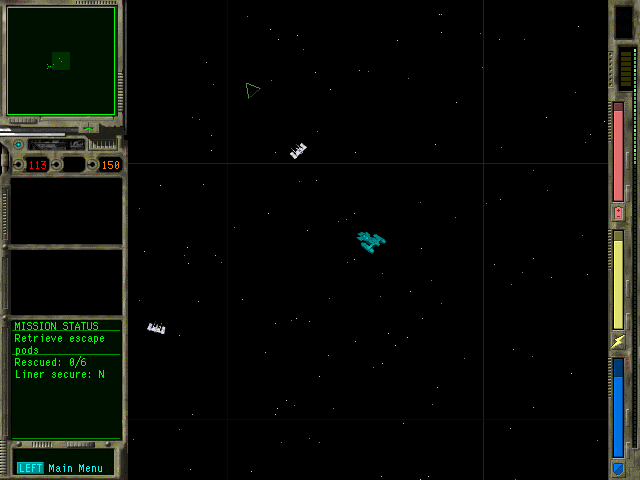 113 150
MISSION STATUS
Retrieve escape
pods
Rescued: 0/6
Liner secure: N
LEFT Main Menu